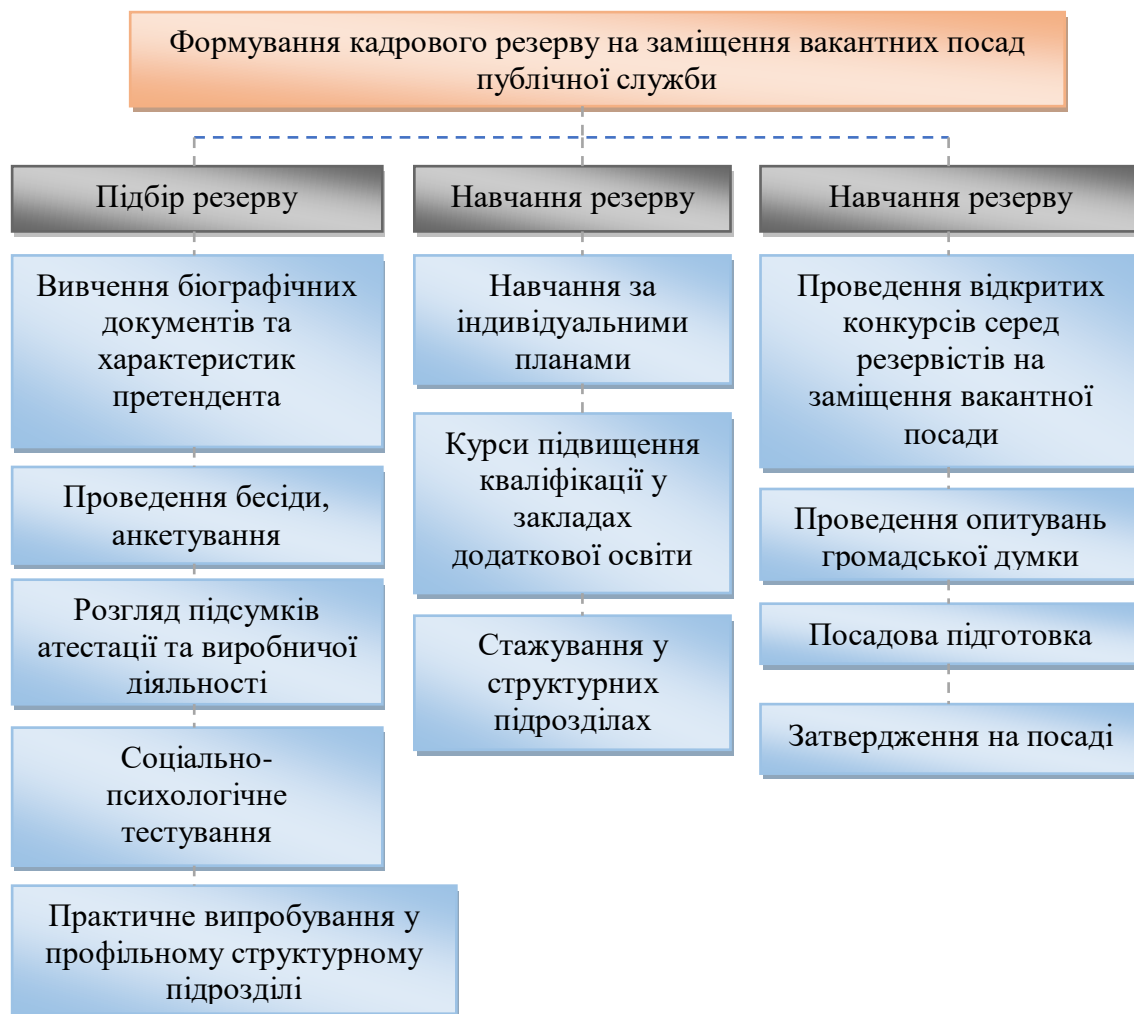 Формування кадрового резерву на заміщення вакантних посад
публічної служби
Підбір резерву
Вивчення біографічних
документів та
характеристик
претендента
Проведення бесіди,
анкетування
Розгляд підсумків
атестації та виробничої
діяльності
Соціально-
психологічне
тестування
Практичне випробування у
профільному структурному
підрозділі
Навчання резерву
Навчання за
індивідуальними
планами
Курси підвищення
кваліфікації у
закладах
додаткової освіти
Стажування у
структурних
підрозділах
Навчання резерву
Проведення відкритих
конкурсів серед
резервістів на
заміщення вакантної
посади
Проведення опитувань
громадської думки
Посадова підготовка
Затвердження на посаді